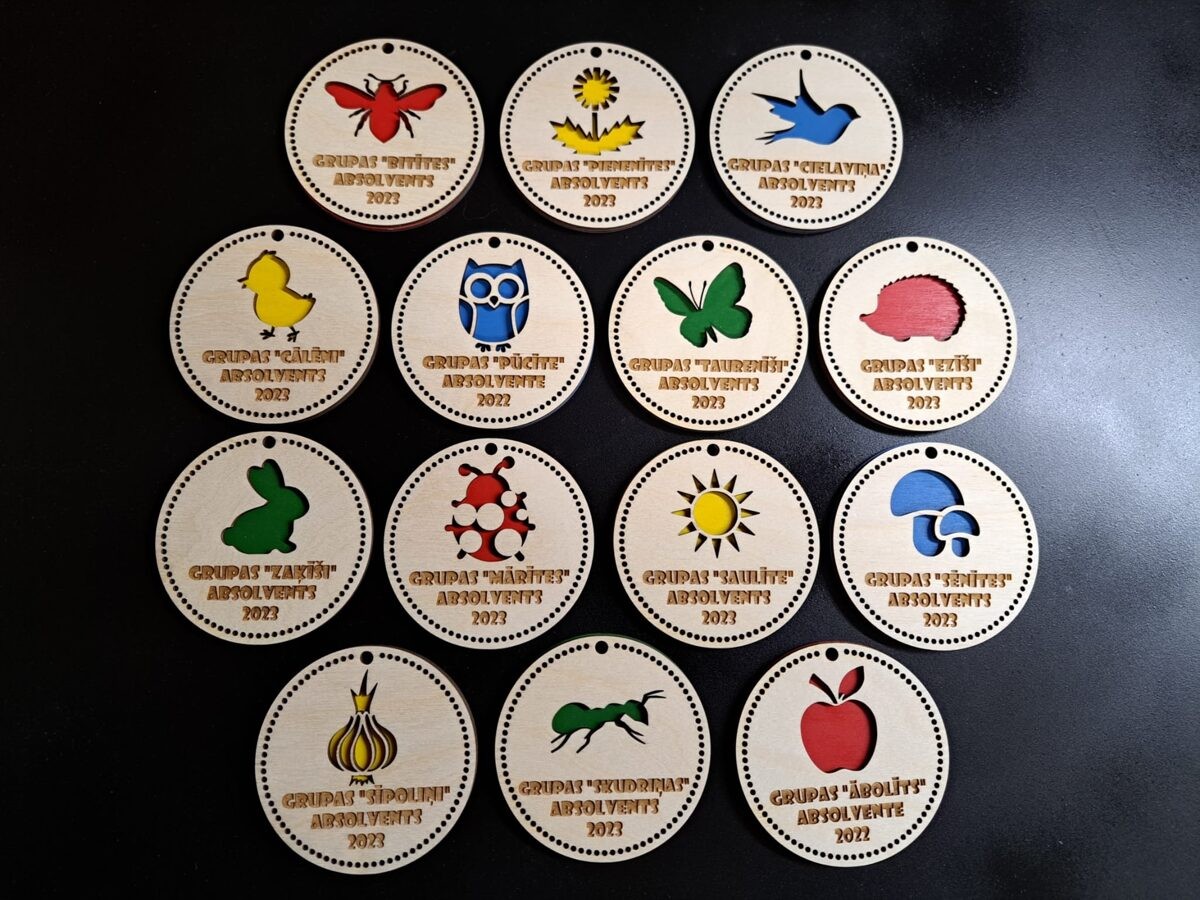 GRUPAS "BITĪTES"
ABSOLVENTS
2023
GRUPAS "PIENENĪTES"
ABSOLVENTS
2023
GRUPAS "CIELAVIŅA"
ABSOLVENTS
2023
GRUPAS "CĀLĒNI"
ABSOLVENTS
2023
GRUPAS "PŪCĪTE"
ABSOLVENTE
2022
GRUPAS "TAURENĪŠI"
ABSOLVENTS
2023
GRUPAS "EZĪŠI"
ABSOLVENTS
2023
GRUPAS "ZAĶĪŠI"
ABSOLVENTS
2023
GRUPAS "MĀRĪTES"
ABSOLVENTS
2023
GRUPAS "SAULĪTE"
ABSOLVENTS
2023
GRUPAS "SĒNĪTES"
ABSOLVENTS
2023
GRUPAS "SĪPOLIŅI"
ABSOLVENTS
2023
GRUPAS "SKUDRIŅAS"
ABSOLVENTS
2023
GRUPAS "ĀBOLĪTS"
ABSOLVENTE
2022